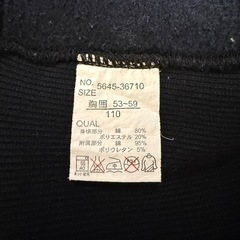 NO. 5645-36710
SIZE
胸囲 53~59
110
QUAL
身頃部分 綿 80%
ポリエステル 20%
附属部分 綿 95%
ポリウレタン 5%